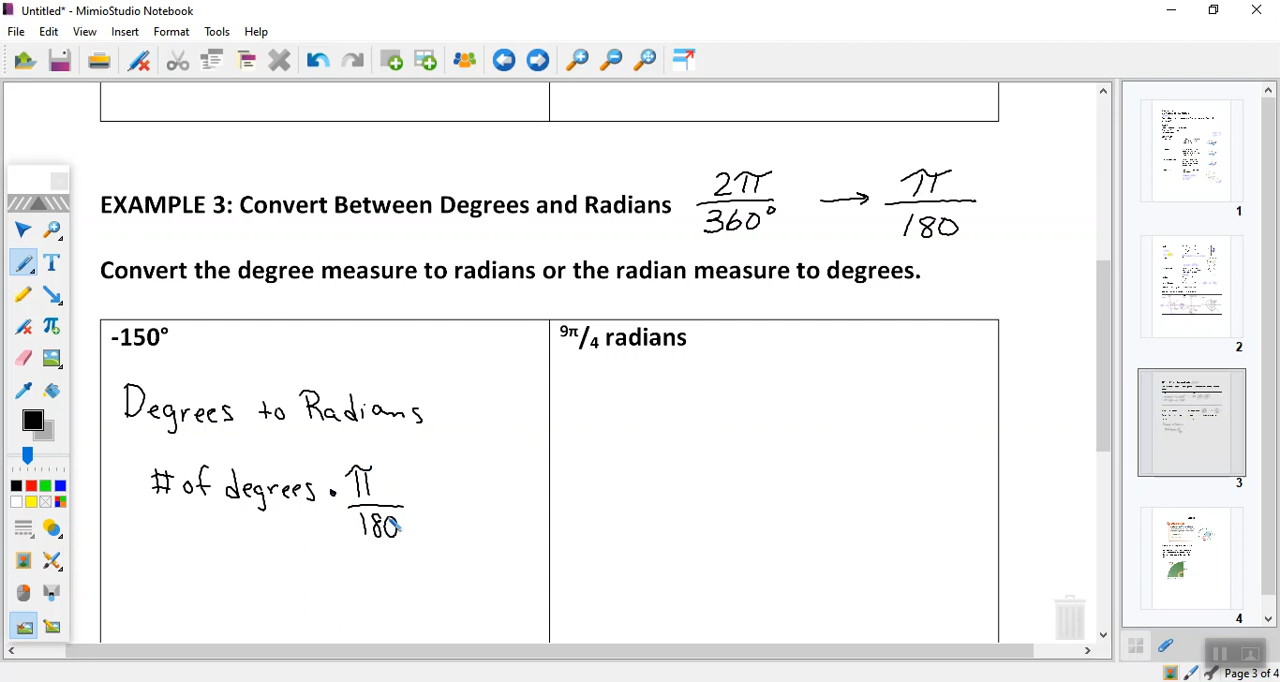 Untitled* - MimioStudio Notebook
File Edit View Insert Format Tools Help
EXAMPLE 3: Convert Between Degrees and Radians 2π/360° → π/180
Convert the degree measure to radians or the radian measure to degrees.
-150°
9π/4 radians
Degrees to Radians
# of degrees · π/180
1
2
3
4
Page 3 of 4